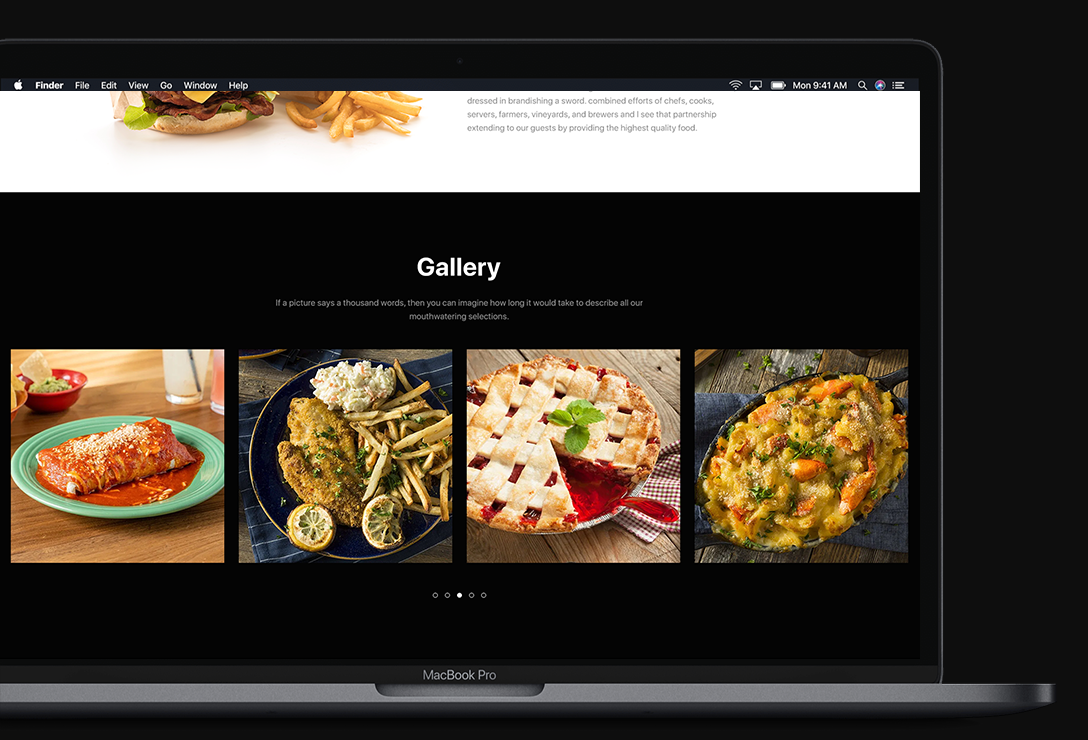 Finder File Edit View Go Window Help Mon 9:41 AM
dressed in brandishing a sword. combined efforts of chefs, cooks,
servers, farmers, vineyards, and brewers and I see that partnership
extending to our guests by providing the highest quality food.
Gallery
If a picture says a thousand words, then you can imagine how long it would take to describe all our
mouthwatering selections.
MacBook Pro